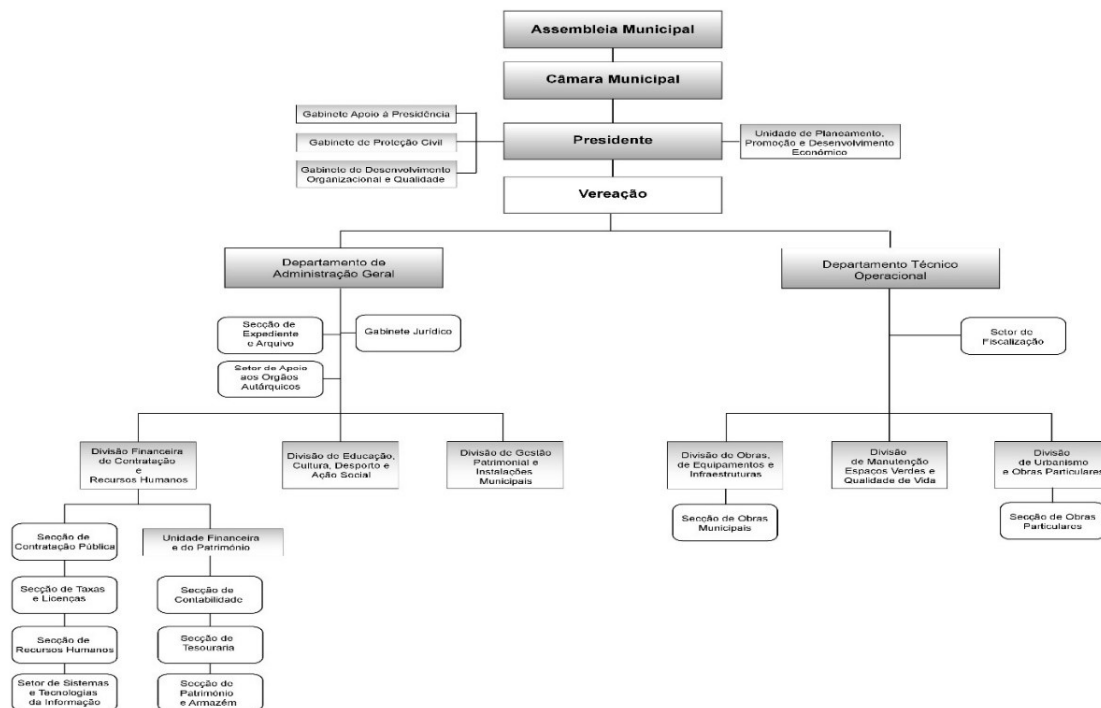 Assembleia Municipal
Câmara Municipal
Gabinete Apoio à Presidência
Gabinete de Proteção Civil
Gabinete de Desenvolvimento
Organizacional e Qualidade
Presidente
Unidade de Planeamento,
Promoção e Desenvolvimento
Económico
Vereação
Departamento de
Administração Geral
Departamento Técnico
Operacional
Secção de
Expediente
e Arquivo
Gabinete Jurídico
Setor de
Fiscalização
Setor de Apoio
aos Orgãos
Autárquicos
Divisão Financeira
de Contratação
e
Recursos Humanos
Divisão de Educação,
Cultura, Desporto e
Ação Social
Divisão de Gestão
Patrimonial e
Instalações
Municipais
Divisão de Obras,
de Equipamentos e
Infraestruturas
Divisão
de Manutenção
Espaços Verdes e
Qualidade de Vida
Divisão
de Urbanismo
e Obras Particulares
Secção de Obras
Municipais
Secção de Obras
Particulares
Secção de
Contratação Pública
Unidade Financeira
e do Património
Secção de Taxas
e Licenças
Secção de
Contabilidade
Secção de
Recursos Humanos
Secção de
Tesouraria
Setor de Sistemas
e Tecnologias
da Informação
Secção de
Património
e Armazém